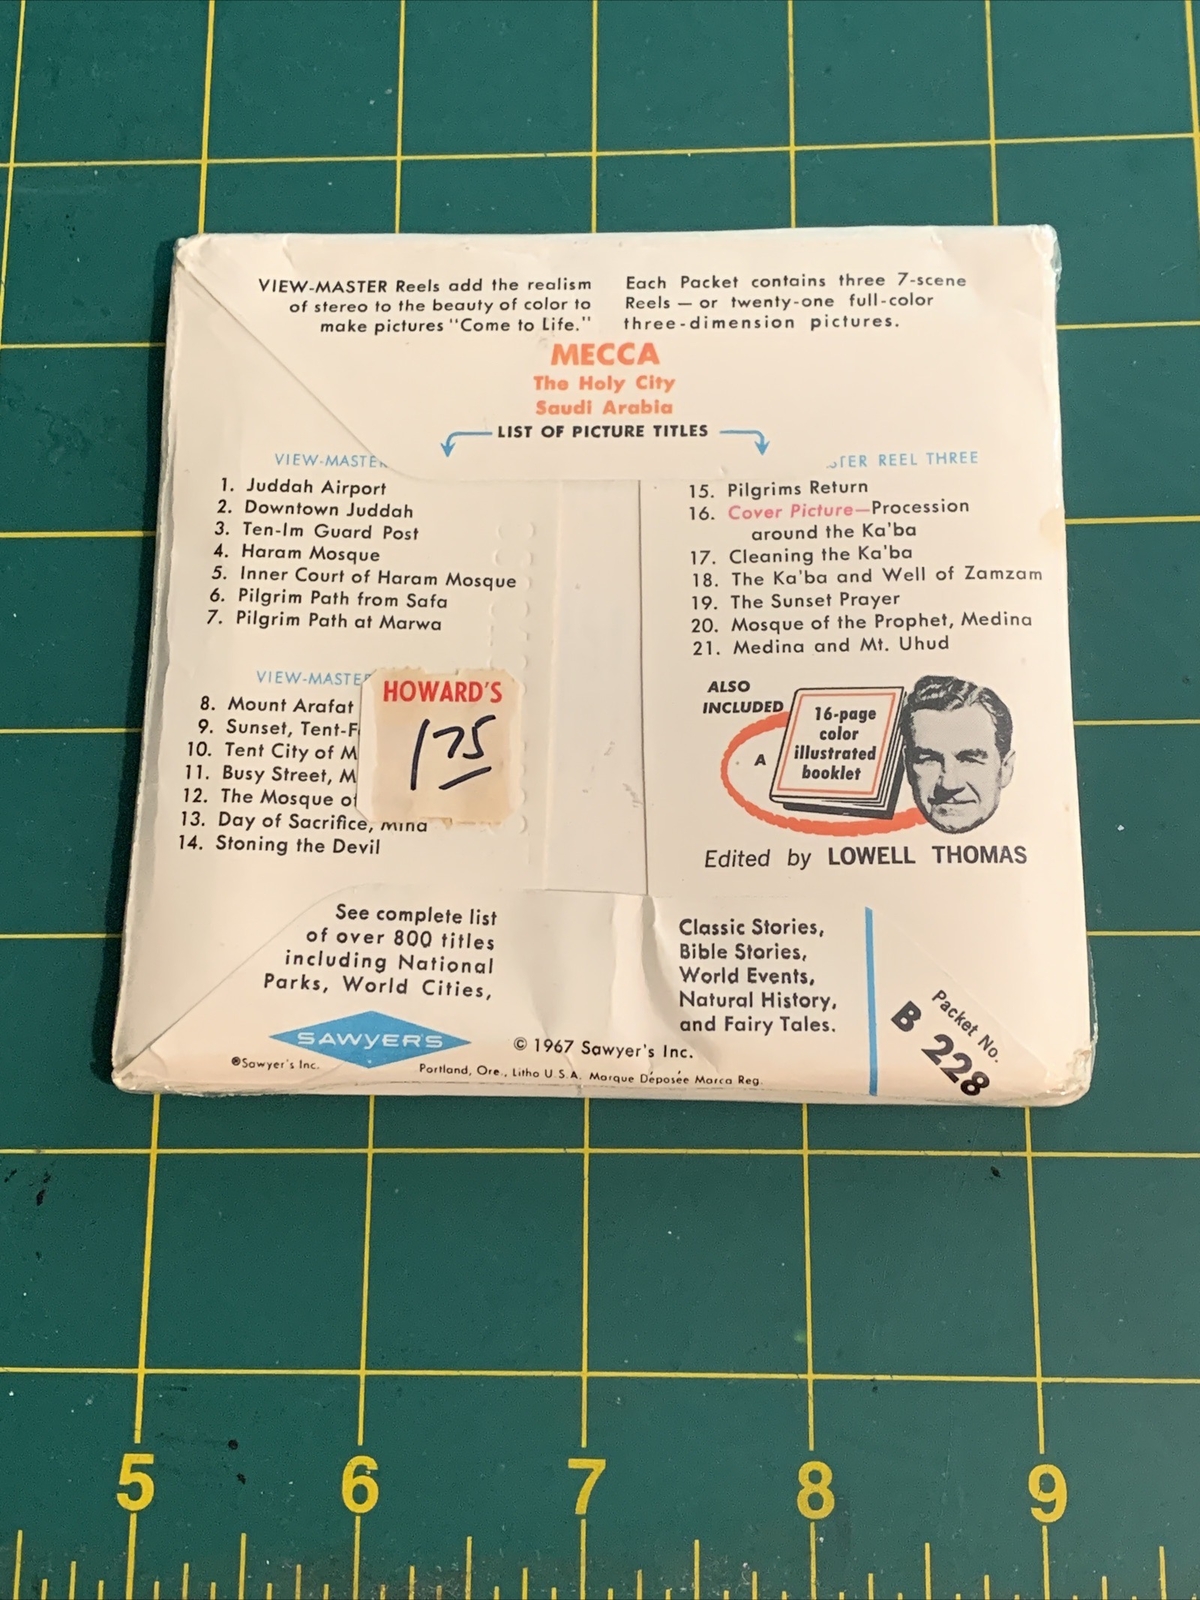 VIEW-MASTER Reels add the realism
of stereo to the beauty of color to
make pictures "Come to Life."
Each Packet contains three 7-scene
Reels — or twenty-one full-color
three-dimension pictures.
MECCA
The Holy City
Saudi Arabia
LIST OF PICTURE TITLES
VIEW-MASTER
1. Juddah Airport
2. Downtown Juddah
3. Ten-Im Guard Post
4. Haram Mosque
5. Inner Court of Haram Mosque
6. Pilgrim Path from Safa
7. Pilgrim Path at Marwa
VIEW-MASTE
8. Mount Arafat
9. Sunset, Tent-F
10. Tent City of M
11. Busy Street, M
12. The Mosque of
13. Day of Sacrifice, Mina
14. Stoning the Devil
HOWARD'S
175
TER REEL THREE
15. Pilgrims Return
16. Cover Picture—Procession
around the Ka'ba
17. Cleaning the Ka'ba
18. The Ka'ba and Well of Zamzam
19. The Sunset Prayer
20. Mosque of the Prophet, Medina
21. Medina and Mt. Uhud
ALSO
INCLUDED
A
16-page
color
illustrated
booklet
Edited by LOWELL THOMAS
See complete list
of over 800 titles
including National
Parks, World Cities,
Classic Stories,
Bible Stories,
World Events,
Natural History,
and Fairy Tales.
SAWYER'S
®Sawyer's Inc.
© 1967 Sawyer's Inc.
Portland, Ore., Litho U.S.A. Marque Déposée Marca Reg.
Packet No.
B 228
5 6 7 8 9